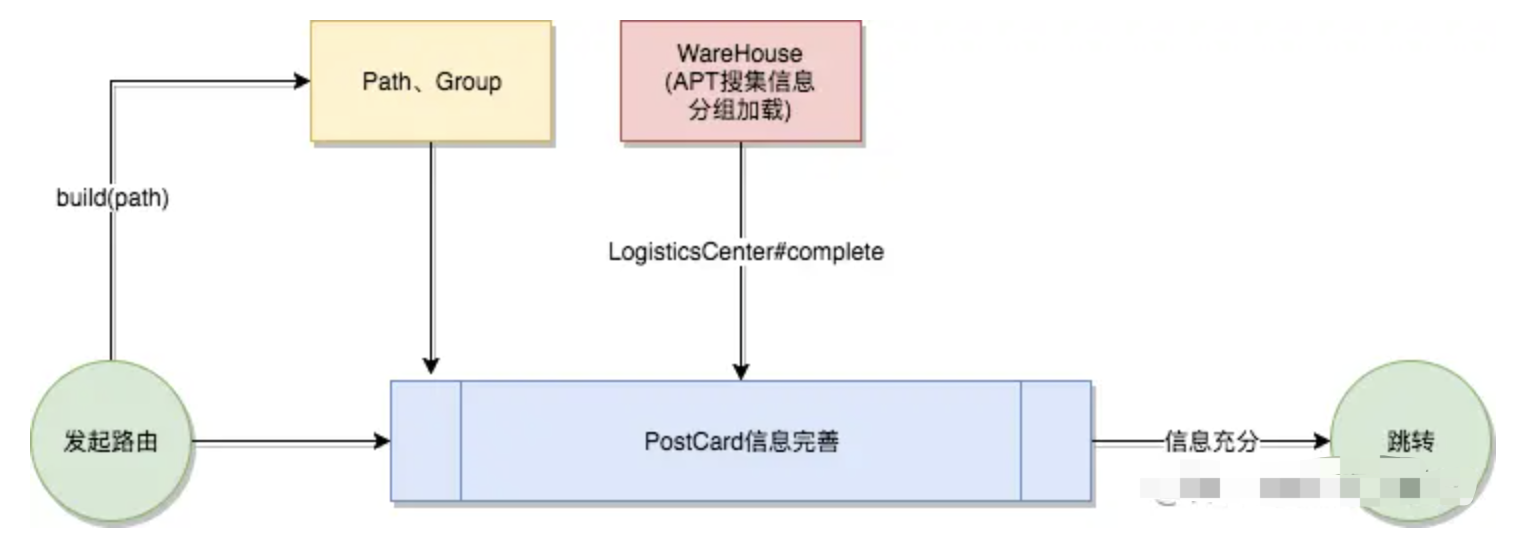 Path、Group
WareHouse
(APT搜集信息
分组加载)
build(path)
LogisticsCenter#complete
发起路由
PostCard信息完善
信息充分
跳转